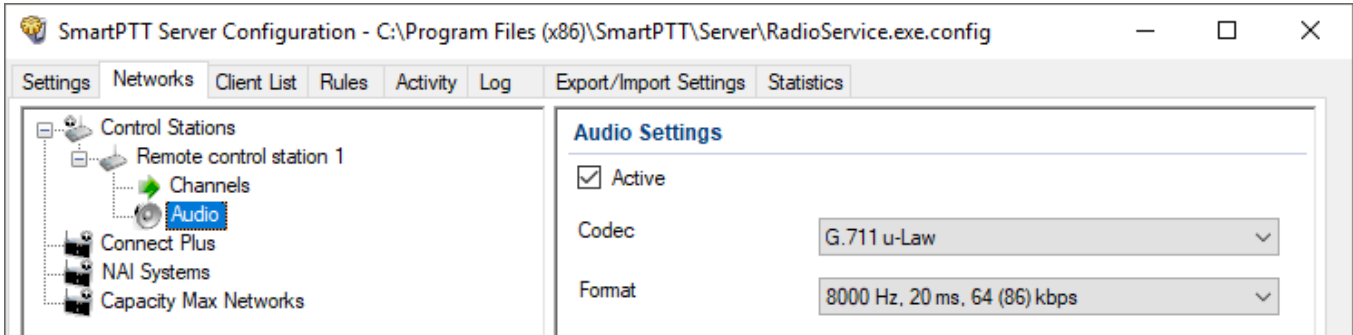 SmartPTT Server Configuration - C:\Program Files (x86)\SmartPTT\Server\RadioService.exe.config
Settings Networks Client List Rules Activity Log Export/Import Settings Statistics
Control Stations
Remote control station 1
Channels
Audio
Connect Plus
NAI Systems
Capacity Max Networks
Audio Settings
Active
Codec G.711 u-Law
Format 8000 Hz, 20 ms, 64 (86) kbps